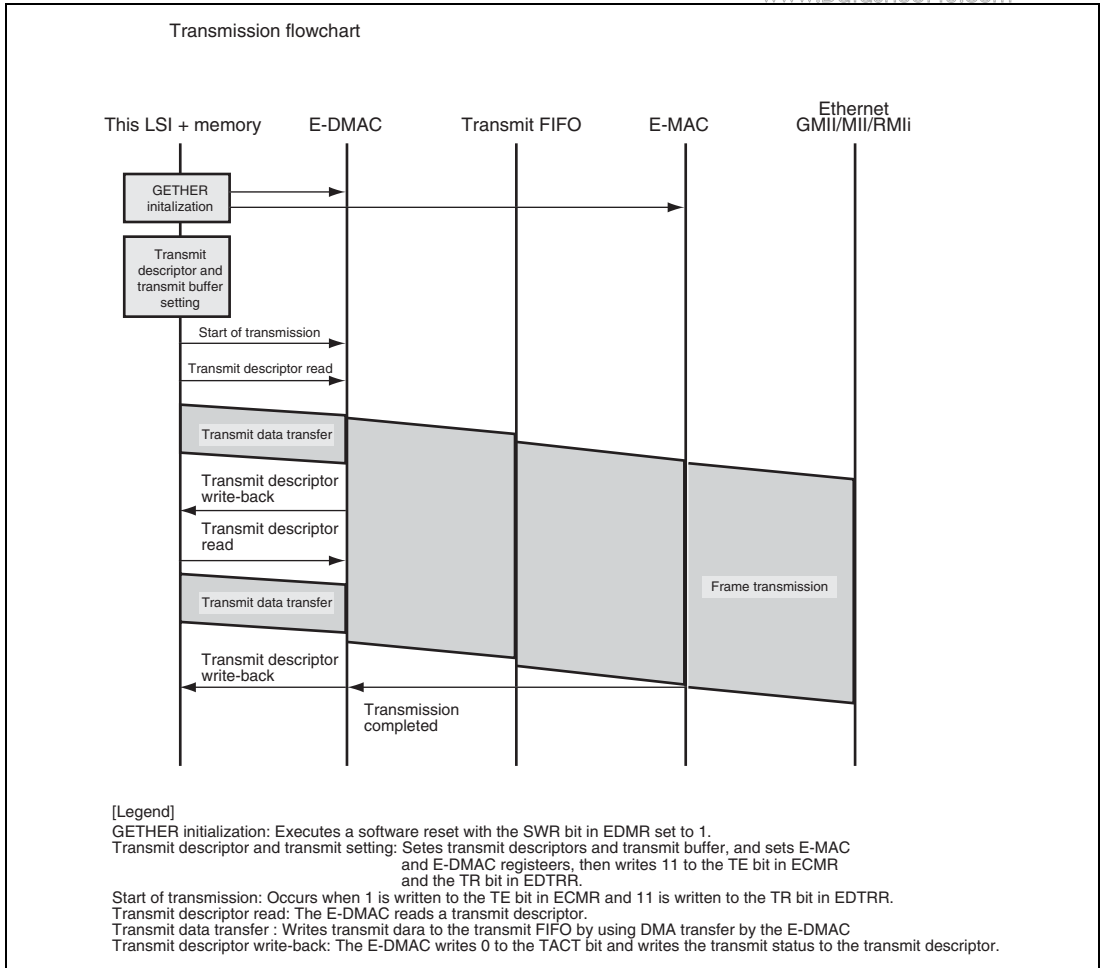 Transmission flowchart
This LSI + memory
E-DMAC
Transmit FIFO
E-MAC
Ethernet
GMII/MII/RMIi
GETHER
initalization
Transmit
descriptor and
transmit buffer
setting
Start of transmission
Transmit descriptor read
Transmit data transfer
Transmit descriptor
write-back
Transmit descriptor
read
Frame transmission
Transmit data transfer
Transmit descriptor
write-back
Transmission
completed
[Legend]
GETHER initialization: Executes a software reset with the SWR bit in EDMR set to 1.
Transmit descriptor and transmit setting: Setes transmit descriptors and transmit buffer, and sets E-MAC
and E-DMAC registeers, then writes 11 to the TE bit in ECMR
and the TR bit in EDTRR.
Start of transmission: Occurs when 1 is written to the TE bit in ECMR and 11 is written to the TR bit in EDTRR.
Transmit descriptor read: The E-DMAC reads a transmit descriptor.
Transmit data transfer : Writes transmit dara to the transmit FIFO by using DMA transfer by the E-DMAC
Transmit descriptor write-back: The E-DMAC writes 0 to the TACT bit and writes the transmit status to the transmit descriptor.